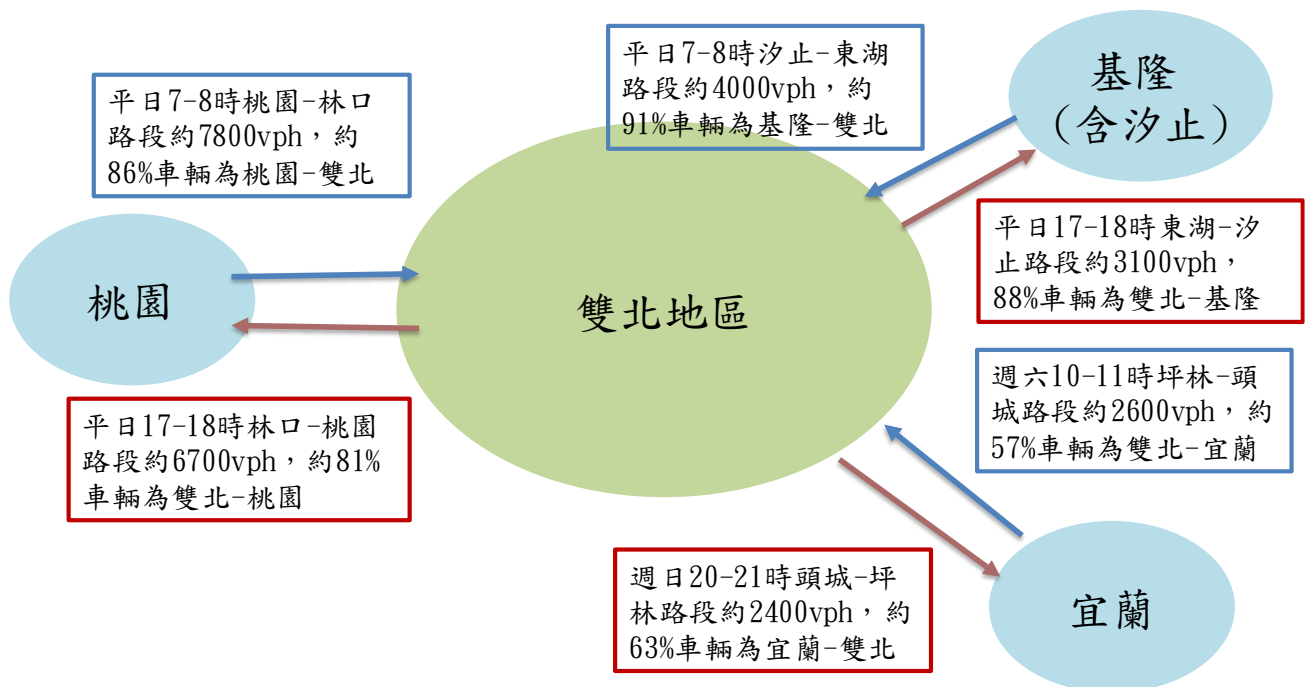 平日7-8時桃園-林口
路段約7800vph，約
86%車輛為桃園-雙北
平日7-8時汐止-東湖
路段約4000vph，約
91%車輛為基隆-雙北
基隆
(含汐止)
桃園
雙北地區
平日17-18時東湖-汐
止路段約3100vph，
88%車輛為雙北-基隆
平日17-18時林口-桃園
路段約6700vph，約81%
車輛為雙北-桃園
週六10-11時坪林-頭
城路段約2600vph，約
57%車輛為雙北-宜蘭
週日20-21時頭城-坪
林路段約2400vph，約
63%車輛為宜蘭-雙北
宜蘭